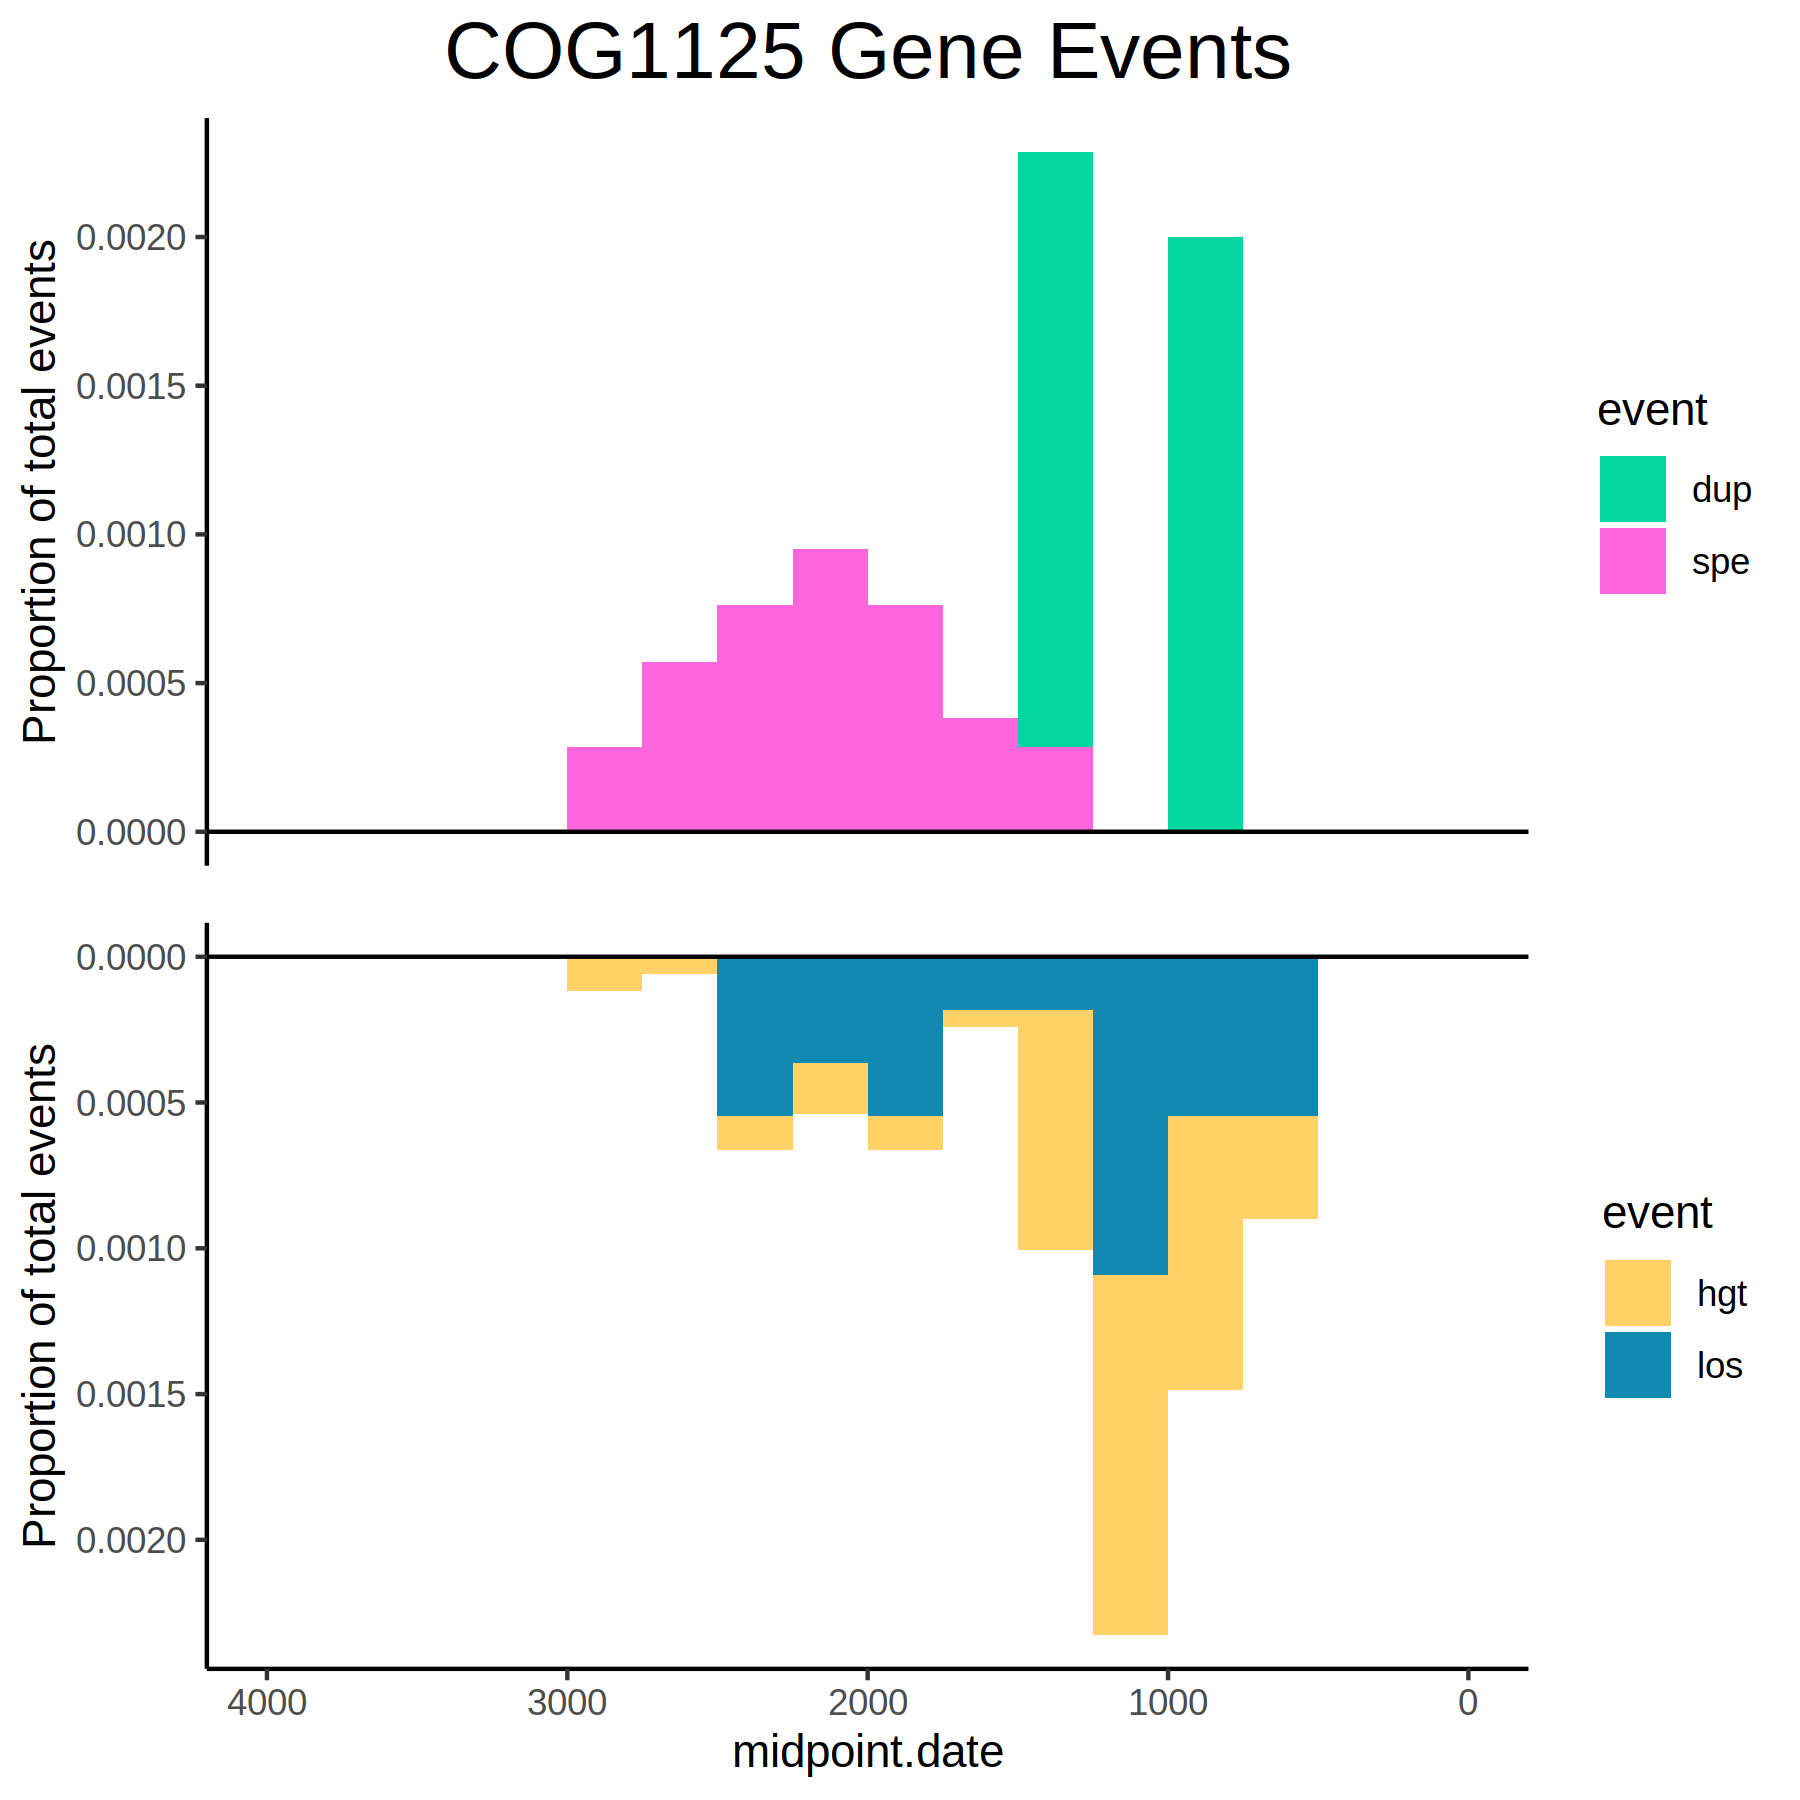 COG1125 Gene Events
Proportion of total events
0.0020
0.0015
0.0010
0.0005
0.0000
event
dup
spe
Proportion of total events
0.0000
0.0005
0.0010
0.0015
0.0020
event
hgt
los
4000 3000 2000 1000 0
midpoint.date